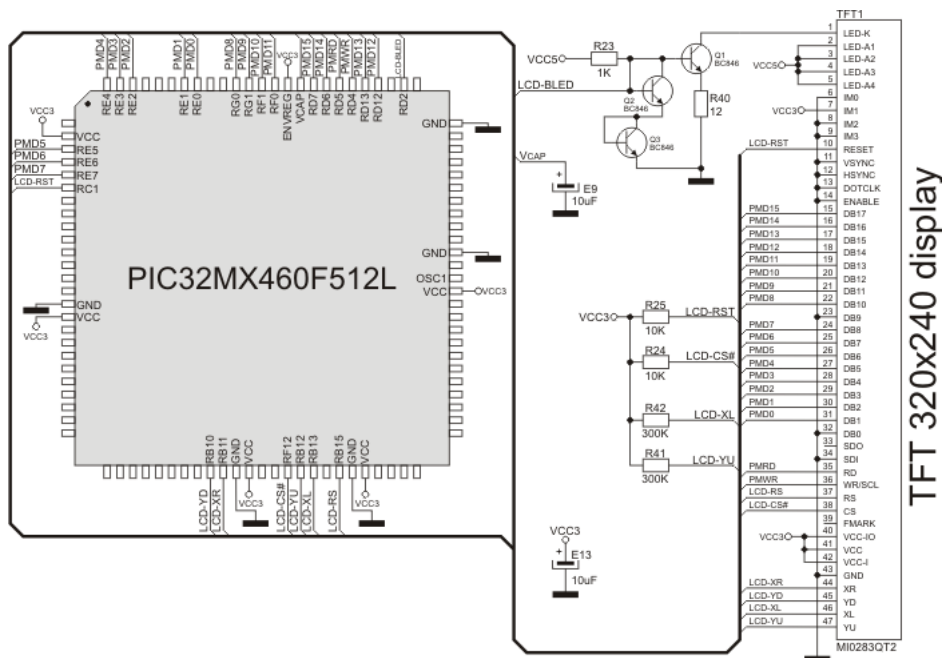 PMD4
PMD3
PMD2
PMD1
PMD0
PMD8
PMD9
PMD10
PMD11
VCC3
PMD15
PMD14
PMRD
PMWR
PMD13
PMD12
LCD-BLED
RE4
RE3
RE2
RE1
RE0
RG0
RG1
RF1
RF0
ENVREG
VCAP
RD7
RD6
RD5
RD4
RD13
RD12
RD2
VCC3
VCC
PMD5 RE5
PMD6 RE6
PMD7 RE7
LCD-RST RC1
GND
GND
OSC1
VCC VCC3
PIC32MX460F512L
GND
VCC
VCC3
RB10
RB11
GND
VCC
RF12
RB12
RB13
RB15
GND
VCC
LCD-YD
LCD-XR
VCC3
LCD-CS#
LCD-YU
LCD-XL
LCD-RS
VCC3
VCC5 R23
1K
LCD-BLED
Q1
BC846
Q2
BC846
Q3
BC846
R40
12
VCAP
+ E9
10uF
VCC3 R25 LCD-RST
10K
R24 LCD-CS#
10K
R42 LCD-XL
300K
R41 LCD-YU
300K
VCC3
+ E13
10uF
TFT1
1 LED-K
2 LED-A1
3 LED-A2
VCC5 4 LED-A3
5 LED-A4
6 IM0
VCC3 7 IM1
8 IM2
9 IM3
LCD-RST 10 RESET
11 VSYNC
12 HSYNC
13 DOTCLK
14 ENABLE
PMD15 15 DB17
PMD14 16 DB16
PMD13 17 DB15
PMD12 18 DB14
PMD11 19 DB13
PMD10 20 DB12
PMD9 21 DB11
PMD8 22 DB10
23 DB9
PMD7 24 DB8
PMD6 25 DB7
PMD5 26 DB6
PMD4 27 DB5
PMD3 28 DB4
PMD2 29 DB3
PMD1 30 DB2
PMD0 31 DB1
32 DB0
33 SDO
34 SDI
PMRD 35 RD
PMWR 36 WR/SCL
LCD-RS 37 RS
LCD-CS# 38 CS
39 FMARK
VCC3 40 VCC-IO
41 VCC
42 VCC-I
43 GND
LCD-XR 44 XR
LCD-YD 45 YD
LCD-XL 46 XL
LCD-YU 47 YU
MI0283QT2
TFT 320x240 display